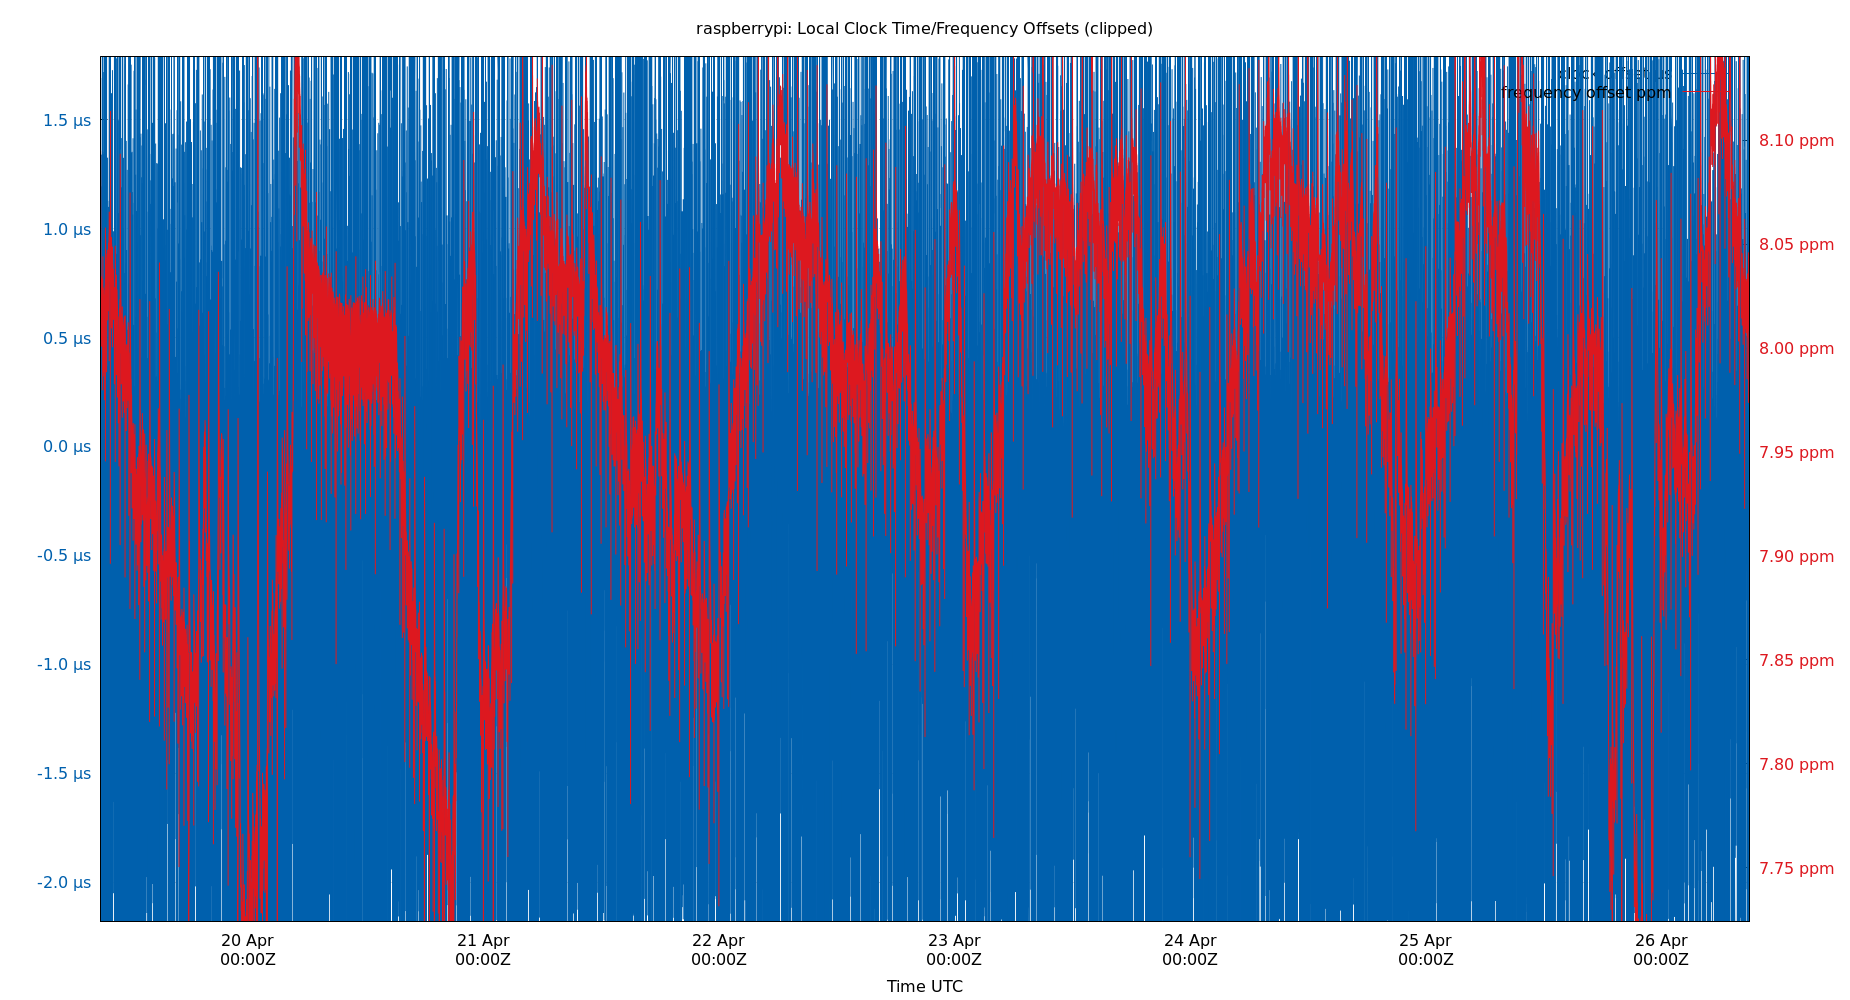 raspberrypi: Local Clock Time/Frequency Offsets (clipped)
clock offset µs
frequency offset ppm
1.5 µs
1.0 µs
0.5 µs
0.0 µs
-0.5 µs
-1.0 µs
-1.5 µs
-2.0 µs
8.10 ppm
8.05 ppm
8.00 ppm
7.95 ppm
7.90 ppm
7.85 ppm
7.80 ppm
7.75 ppm
20 Apr
00:00Z
21 Apr
00:00Z
22 Apr
00:00Z
23 Apr
00:00Z
24 Apr
00:00Z
25 Apr
00:00Z
26 Apr
00:00Z
Time UTC